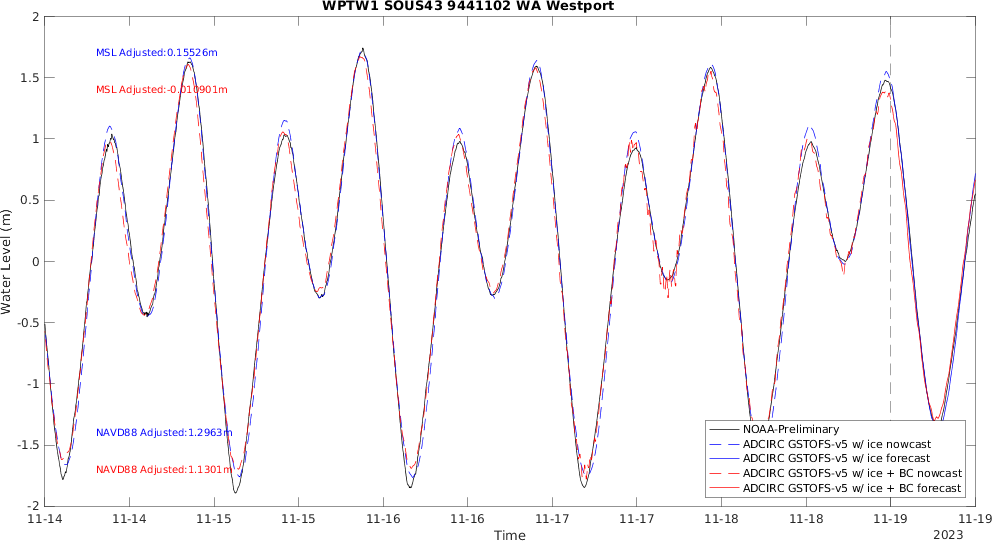 WPTW1 SOUS43 9441102 WA Westport
MSL Adjusted:0.15526m
MSL Adjusted:-0.010901m
NAVD88 Adjusted:1.2963m
NAVD88 Adjusted:1.1301m
Water Level (m)
2
1.5
1
0.5
0
-0.5
-1
-1.5
-2
NOAA-Preliminary
ADCIRC GSTOFS-v5 w/ ice nowcast
ADCIRC GSTOFS-v5 w/ ice forecast
ADCIRC GSTOFS-v5 w/ ice + BC nowcast
ADCIRC GSTOFS-v5 w/ ice + BC forecast
11-14 11-14 11-15 11-15 11-16 11-16 11-17 11-17 11-18 11-18 11-19 11-19
Time
2023